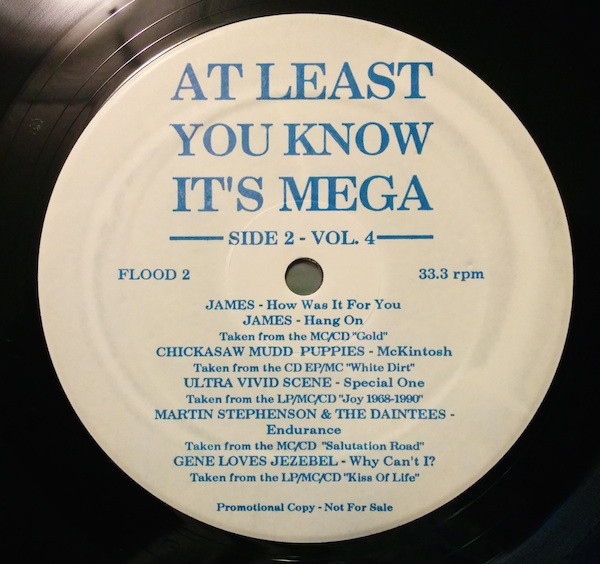 AT LEAST
YOU KNOW
IT'S MEGA
SIDE 2 - VOL. 4
FLOOD 2
33.3 rpm
JAMES - How Was It For You
JAMES - Hang On
Taken from the MC/CD "Gold"
CHICKASAW MUDD PUPPIES - McKintosh
Taken from the CD EP/MC "White Dirt"
ULTRA VIVID SCENE - Special One
Taken from the LP/MC/CD "Joy 1968-1990"
MARTIN STEPHENSON & THE DAINTEES -
Endurance
Taken from the MC/CD "Salutation Road"
GENE LOVES JEZEBEL - Why Can't I?
Taken from the LP/MC/CD "Kiss Of Life"
Promotional Copy - Not For Sale